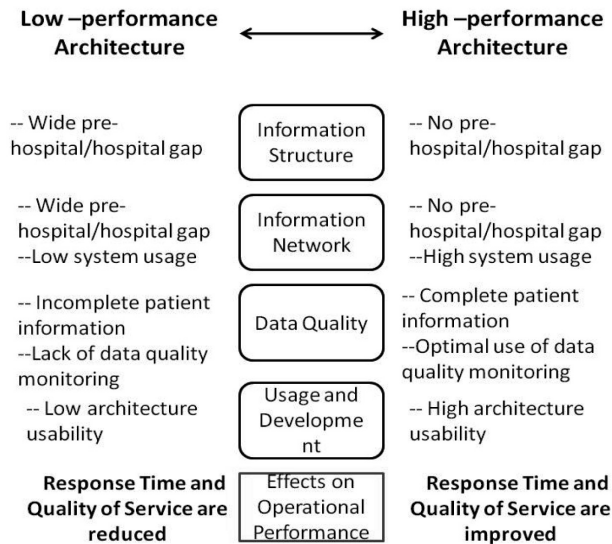 Low –performance
Architecture
High –performance
Architecture
-- Wide pre-
hospital/hospital gap
Information
Structure
-- No pre-
hospital/hospital gap
-- Wide pre-
hospital/hospital gap
--Low system usage
Information
Network
-- No pre-
hospital/hospital gap
--High system usage
-- Incomplete patient
information
--Lack of data quality
monitoring
Data Quality
-- Complete patient
information
--Optimal use of data
quality monitoring
-- Low architecture
usability
Usage and
Developme
nt
-- High architecture
usability
Response Time and
Quality of Service are
reduced
Effects on
Operational
Performance
Response Time and
Quality of Service are
improved